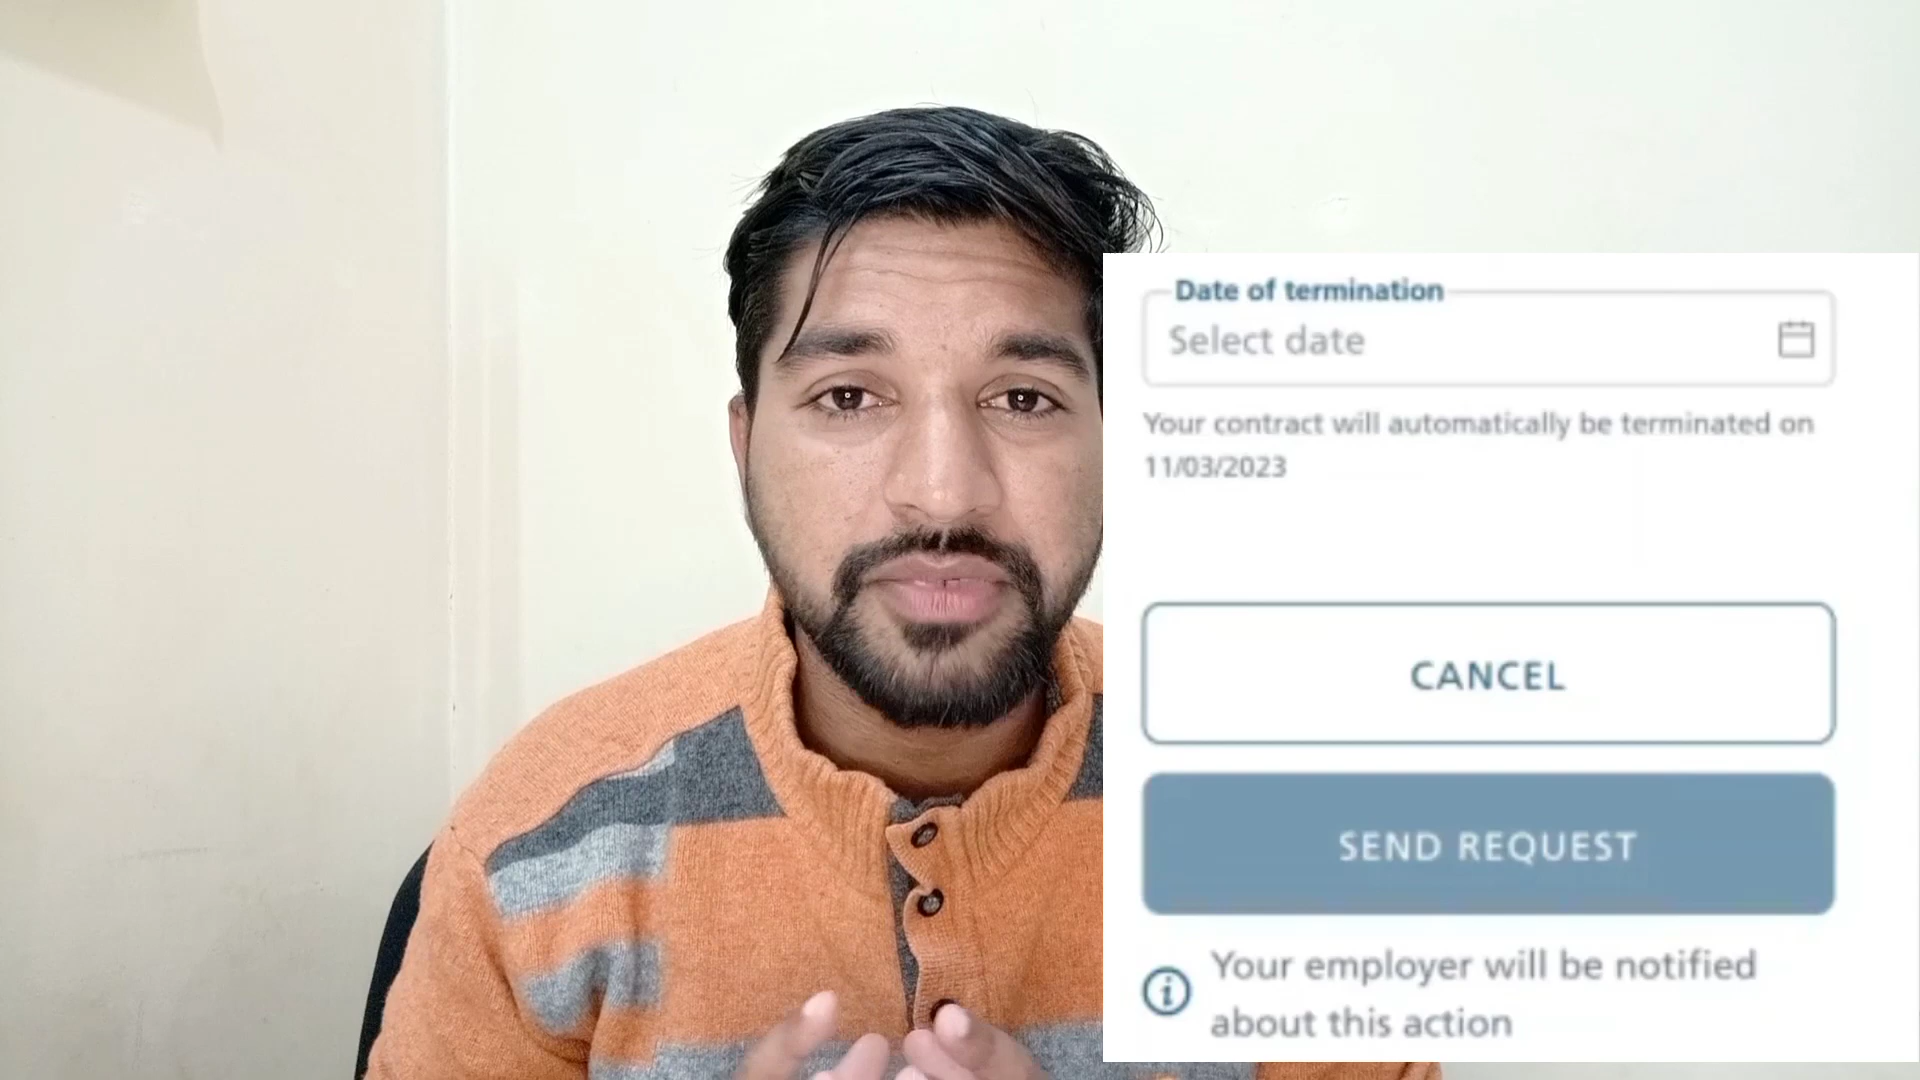 Date of termination
Select date
Your contract will automatically be terminated on
11/03/2023
CANCEL
SEND REQUEST
Your employer will be notified
about this action